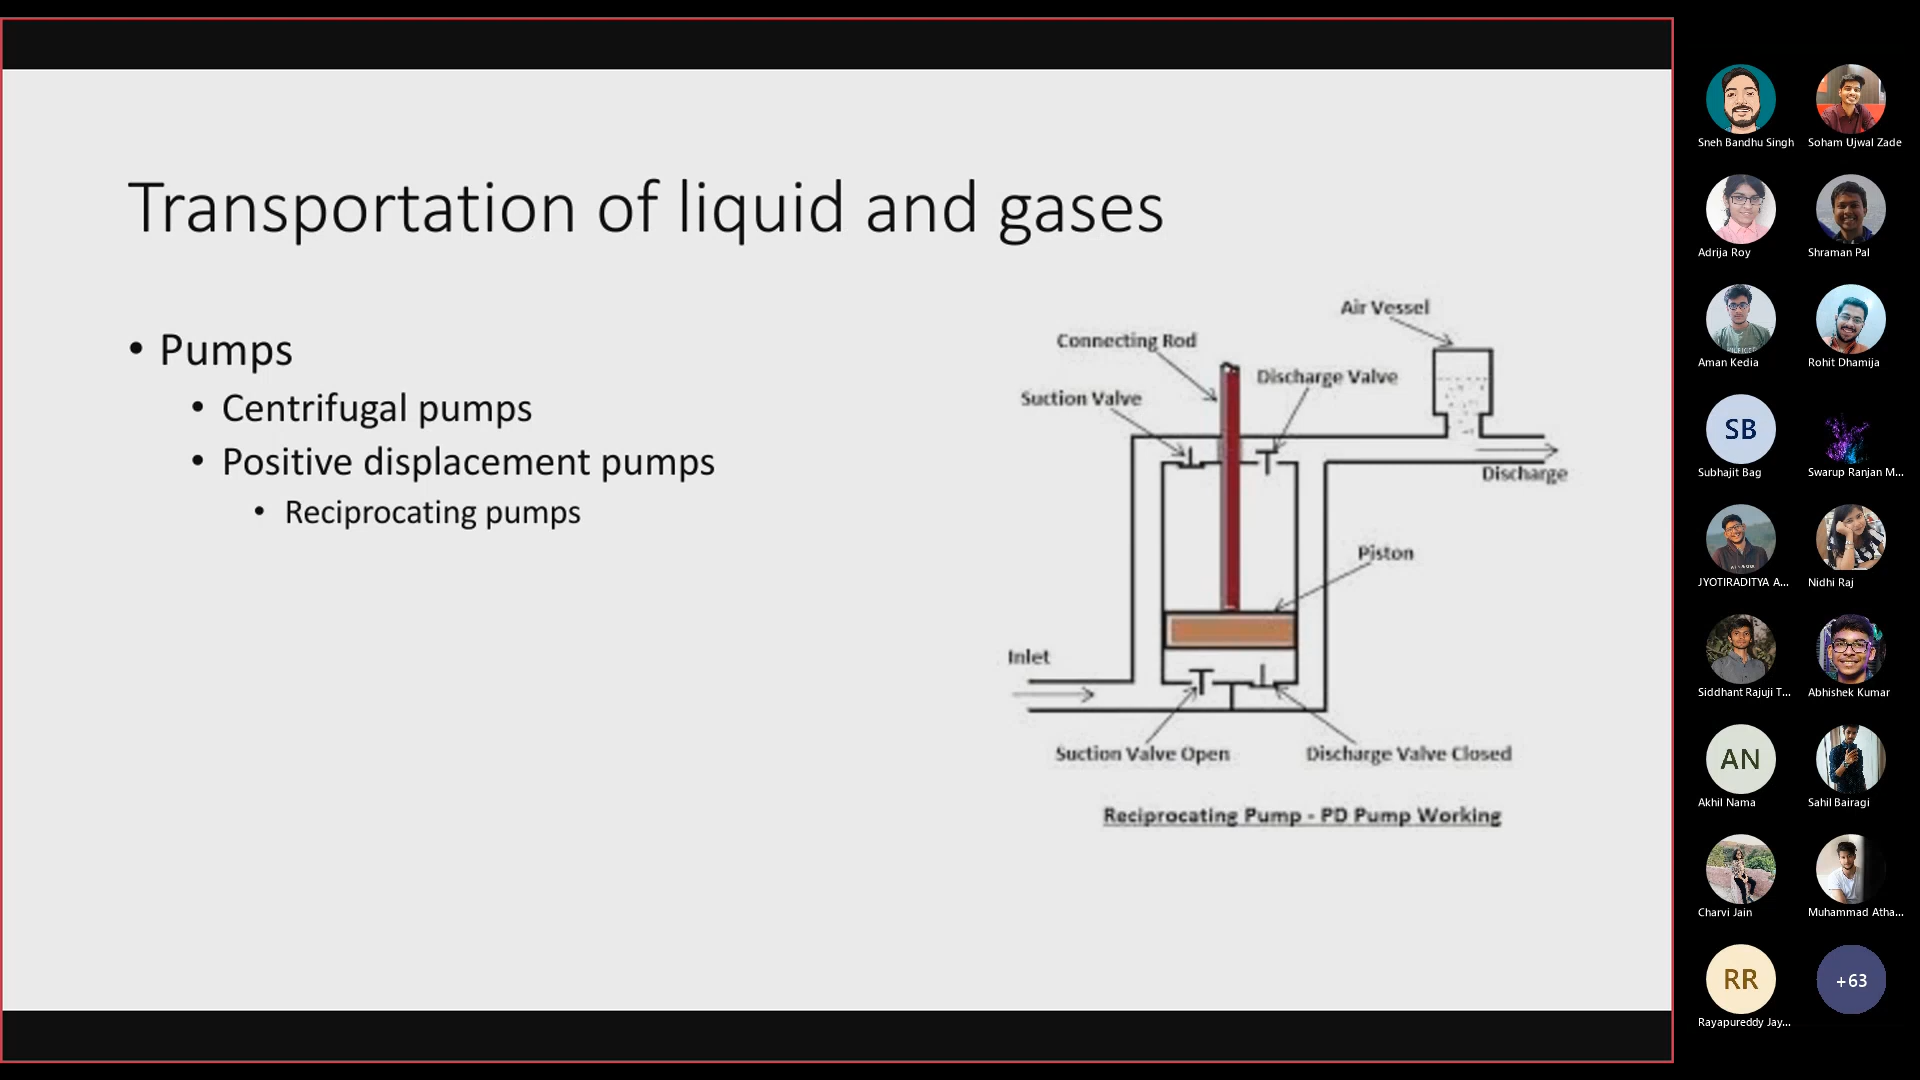 Transportation of liquid and gases
• Pumps
• Centrifugal pumps
• Positive displacement pumps
• Reciprocating pumps
Air Vessel
Connecting Rod
Discharge Valve
Suction Valve
Discharge
Piston
Inlet
Suction Valve Open
Discharge Valve Closed
Reciprocating Pump - PD Pump Working
Sneh Bandhu Singh
Soham Ujwal Zade
Adrija Roy
Shraman Pal
Aman Kedia
Rohit Dhamija
SB
Subhajit Bag
Swarup Ranjan M...
JYOTIRADITYA A...
Nidhi Raj
Siddhant Rajuji T...
Abhishek Kumar
AN
Akhil Nama
Sahil Bairagi
Charvi Jain
Muhammad Atha...
RR
Rayapureddy Jay...
+63